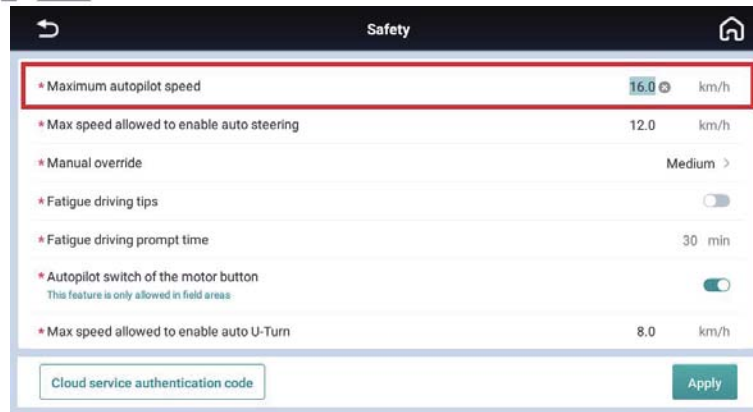 Safety
* Maximum autopilot speed 16.0 km/h
* Max speed allowed to enable auto steering 12.0 km/h
* Manual override Medium >
* Fatigue driving tips
* Fatigue driving prompt time 30 min
* Autopilot switch of the motor button
This feature is only allowed in field areas
* Max speed allowed to enable auto U-Turn 8.0 km/h
Cloud service authentication code Apply